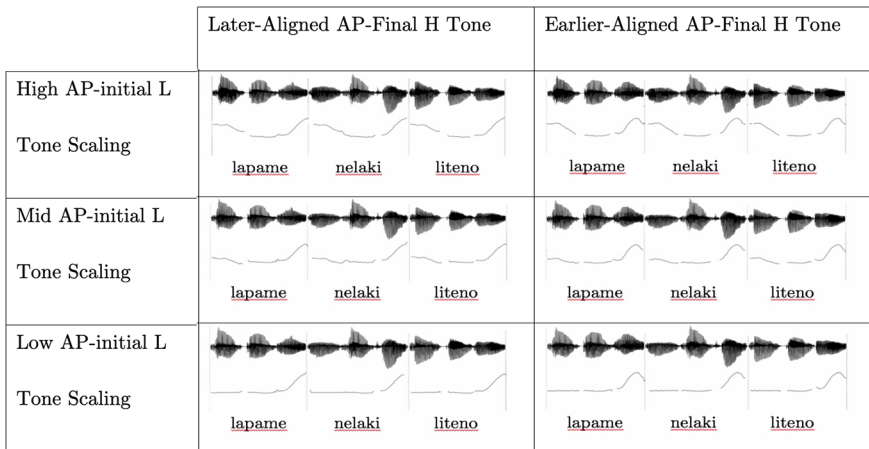 Later-Aligned AP-Final H Tone
Earlier-Aligned AP-Final H Tone
High AP-initial L
Tone Scaling
lapame nelaki liteno
lapame nelaki liteno
Mid AP-initial L
Tone Scaling
lapame nelaki liteno
lapame nelaki liteno
Low AP-initial L
Tone Scaling
lapame nelaki liteno
lapame nelaki liteno